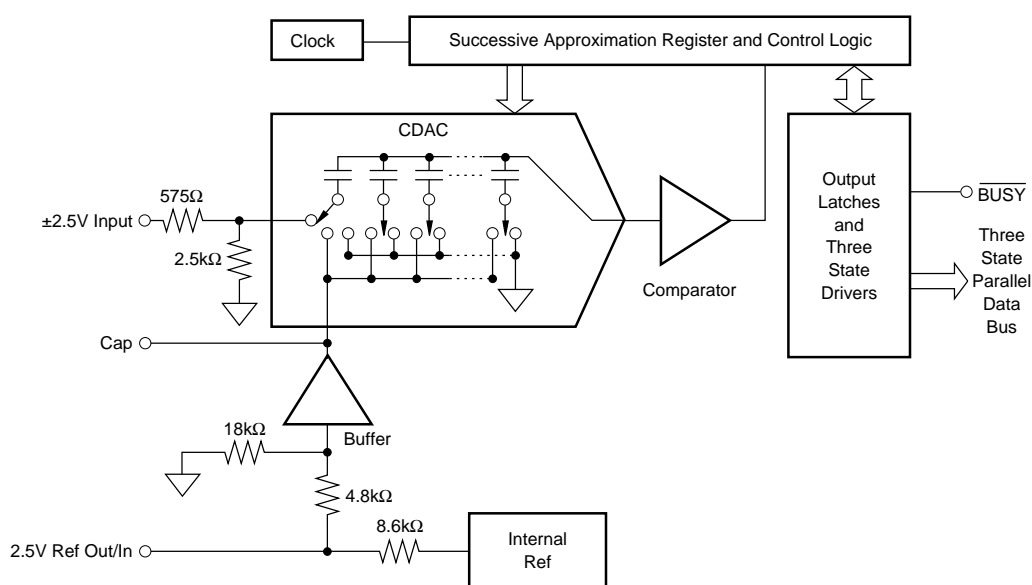 Clock
Successive Approximation Register and Control Logic
CDAC
575Ω
±2.5V Input
2.5kΩ
Comparator
Output
Latches
and
Three
State
Drivers
BUSY
Three
State
Parallel
Data
Bus
Cap
Buffer
18kΩ
4.8kΩ
8.6kΩ
2.5V Ref Out/In
Internal
Ref